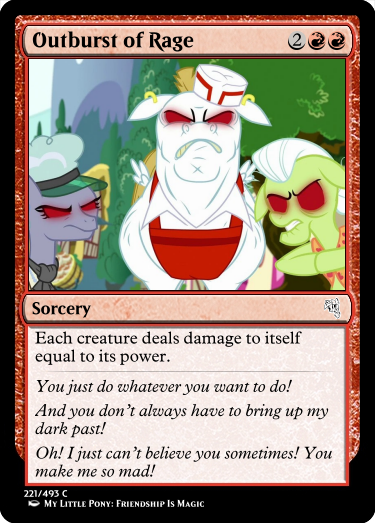 Outburst of Rage 2
Sorcery
Each creature deals damage to itself
equal to its power.
You just do whatever you want to do!
And you don't always have to bring up my
dark past!
Oh! I just can't believe you sometimes! You
make me so mad!
221/493 C
My Little Pony: Friendship Is Magic